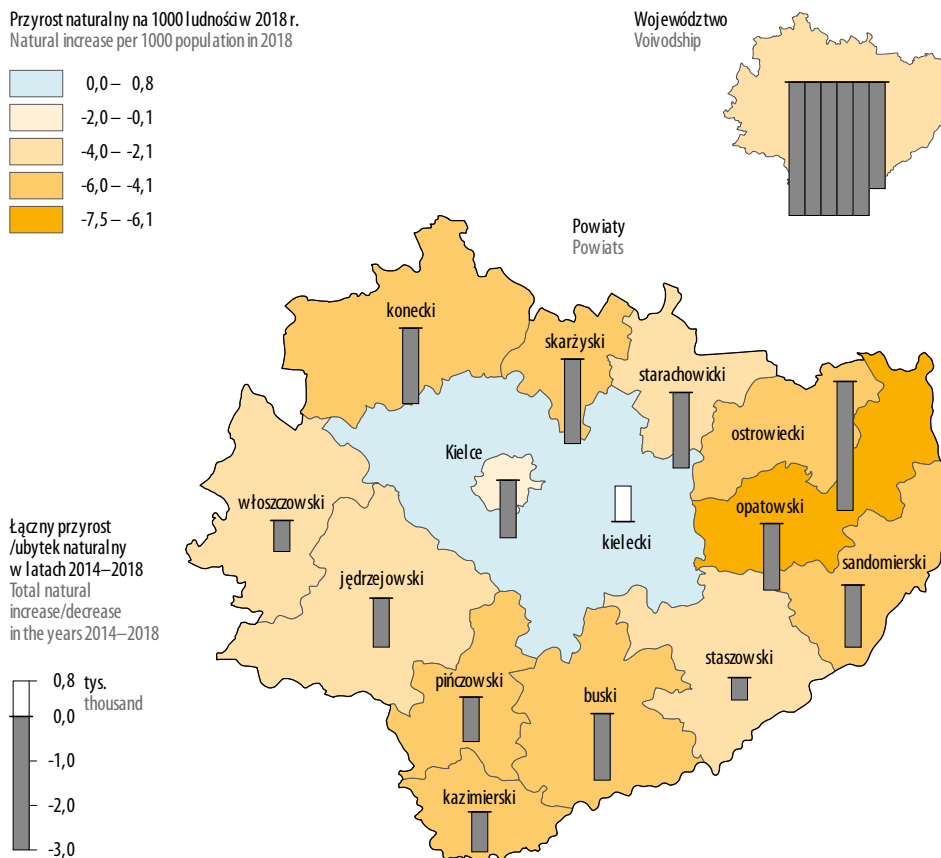 Przyrost naturalny na 1000 ludności w 2018 r.
Natural increase per 1000 population in 2018
0,0 – 0,8
-2,0 – -0,1
-4,0 – -2,1
-6,0 – -4,1
-7,5 – -6,1
Województwo
Voivodship
Powiaty
Powiats
konecki
skarżyski
starachowicki
ostrowiecki
Kielce
włoszczowski
opatowski
kielecki
sandomierski
jędrzejowski
staszowski
pińczowski
buski
kazimierski
Łączny przyrost
/ubytek naturalny
w latach 2014–2018
Total natural
increase/decrease
in the years 2014–2018
0,8 tys.
thousand
0,0
-1,0
-2,0
-3,0